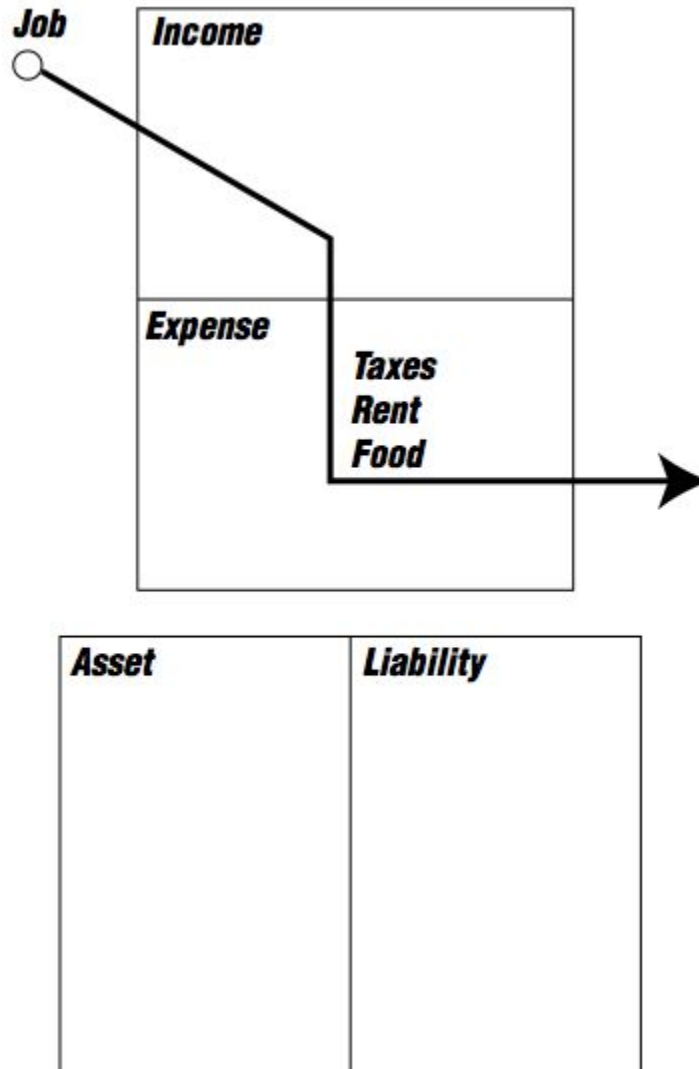 Job
Income
Expense
Taxes
Rent
Food
Asset
Liability